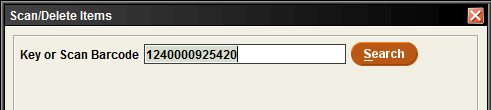 Scan/Delete Items
Key or Scan Barcode 1240000925420 Search